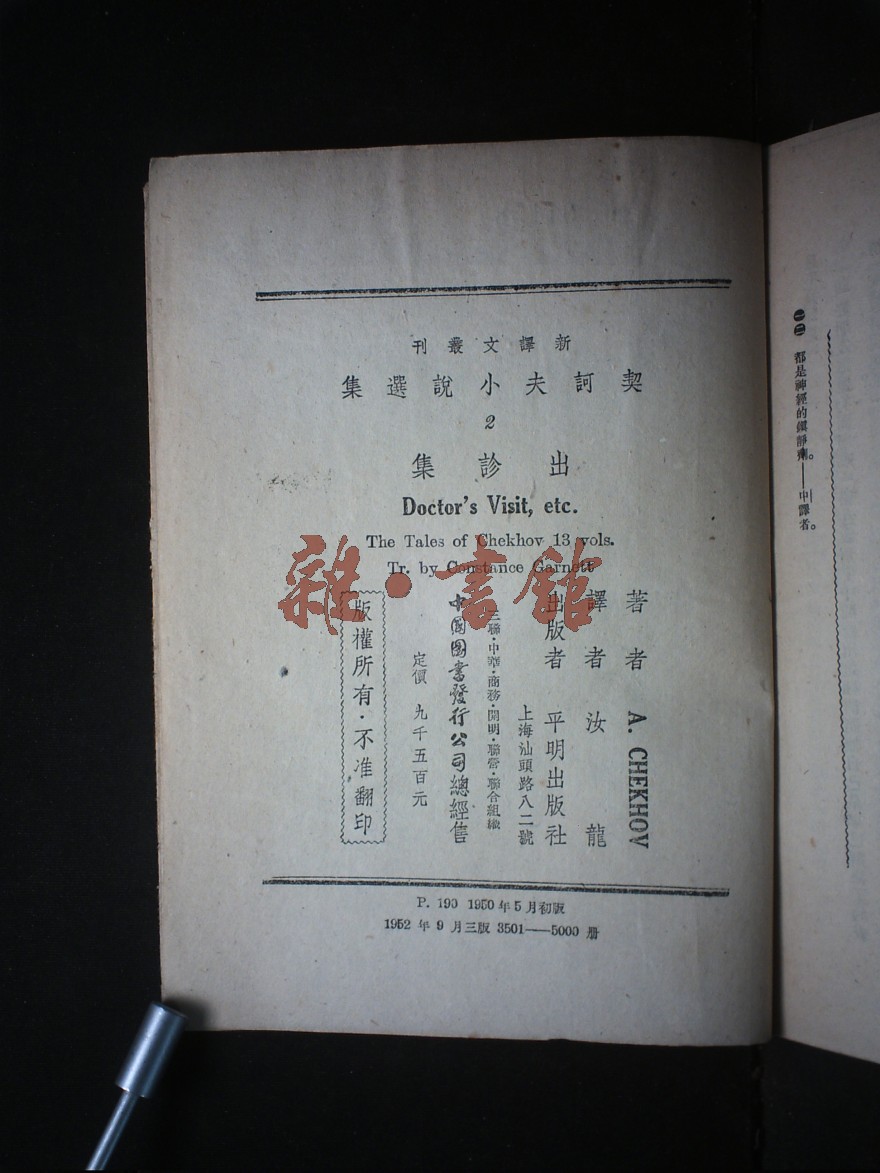 新譯文叢刊
契訶夫小說選集
2
出診集
Doctor's Visit, etc.
The Tales of Chekhov 13 vols.
Tr. by Constance Garnett
著者 A. CHEKHOV
譯者 汝龍
出版者 平明出版社
上海汕頭路八二號
三聯·中華·商務·開明·聯營·聯合組織
中國圖書發行公司總經售
定價 九千五百元
版權所有·不准翻印
P. 190 1950年5月初版
1952年9月三版 3501——5000 册
雜·書館
㊀㊁ 都是神經的鎮靜劑。——中譯者。